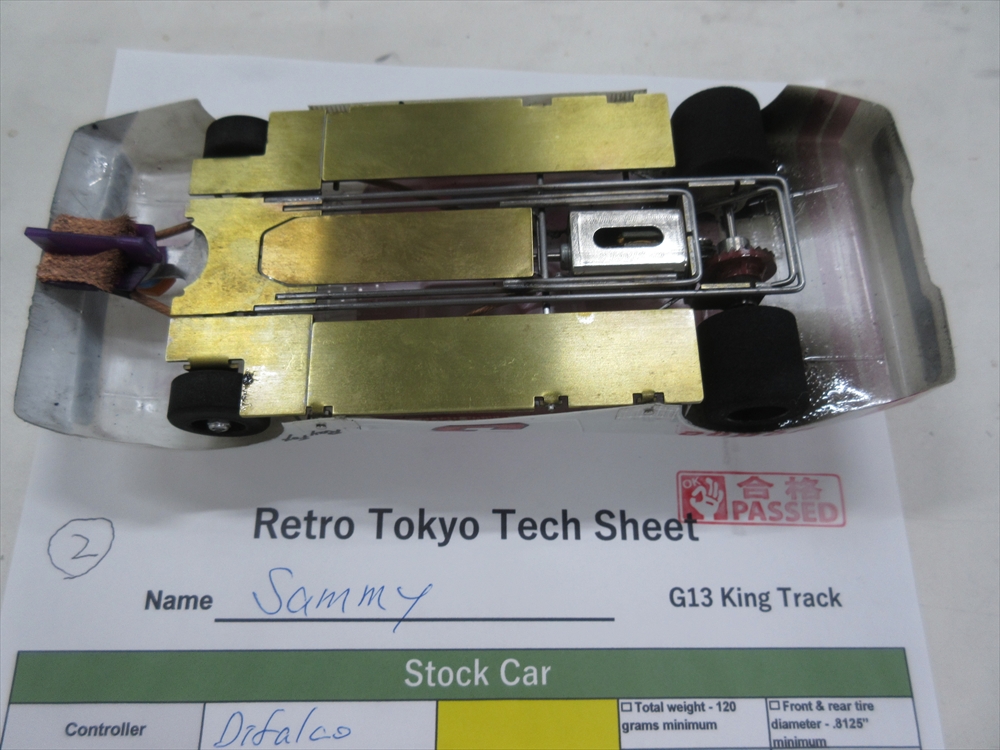 OK 合格
PASSED
Retro Tokyo Tech Sheet
2
Name Sammy G13 King Track
Stock Car
Controller Difalco
Total weight - 120
grams minimum
Front & rear tire
diameter - .8125"
minimum